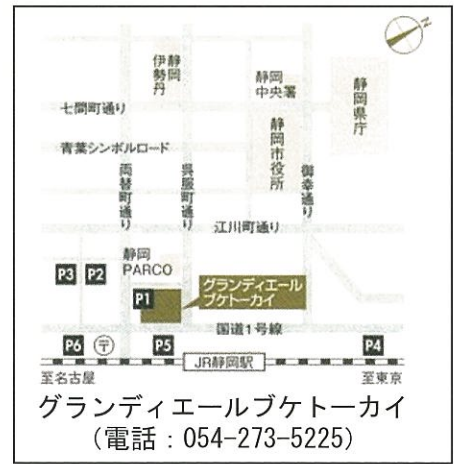 N
静岡
伊勢丹
静岡
中央署
静岡県庁
七間町通り
静岡市役所
青葉シンボルロード
両替町通り
呉服町通り
御幸通り
江川町通り
静岡
PARCO
P3
P2
P1
グランディエール
ブケトーカイ
国道1号線
P6
〒
P5
P4
JR静岡駅
至名古屋
至東京
グランディエールブケトーカイ
(電話:054-273-5225)